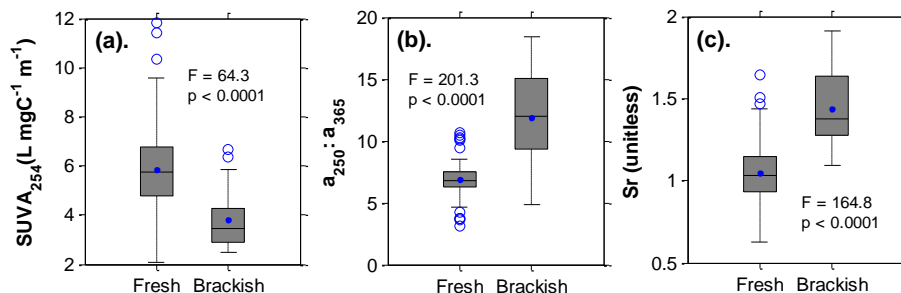 (a).
SUVA254(L mgC-1 m-1)
12
10
8
6
4
2
F = 64.3
p < 0.0001
Fresh Brackish
(b).
a250:a365
20
15
10
5
0
F = 201.3
p < 0.0001
Fresh Brackish
(c).
Sr (unitless)
2
1.5
1
0.5
F = 164.8
p < 0.0001
Fresh Brackish